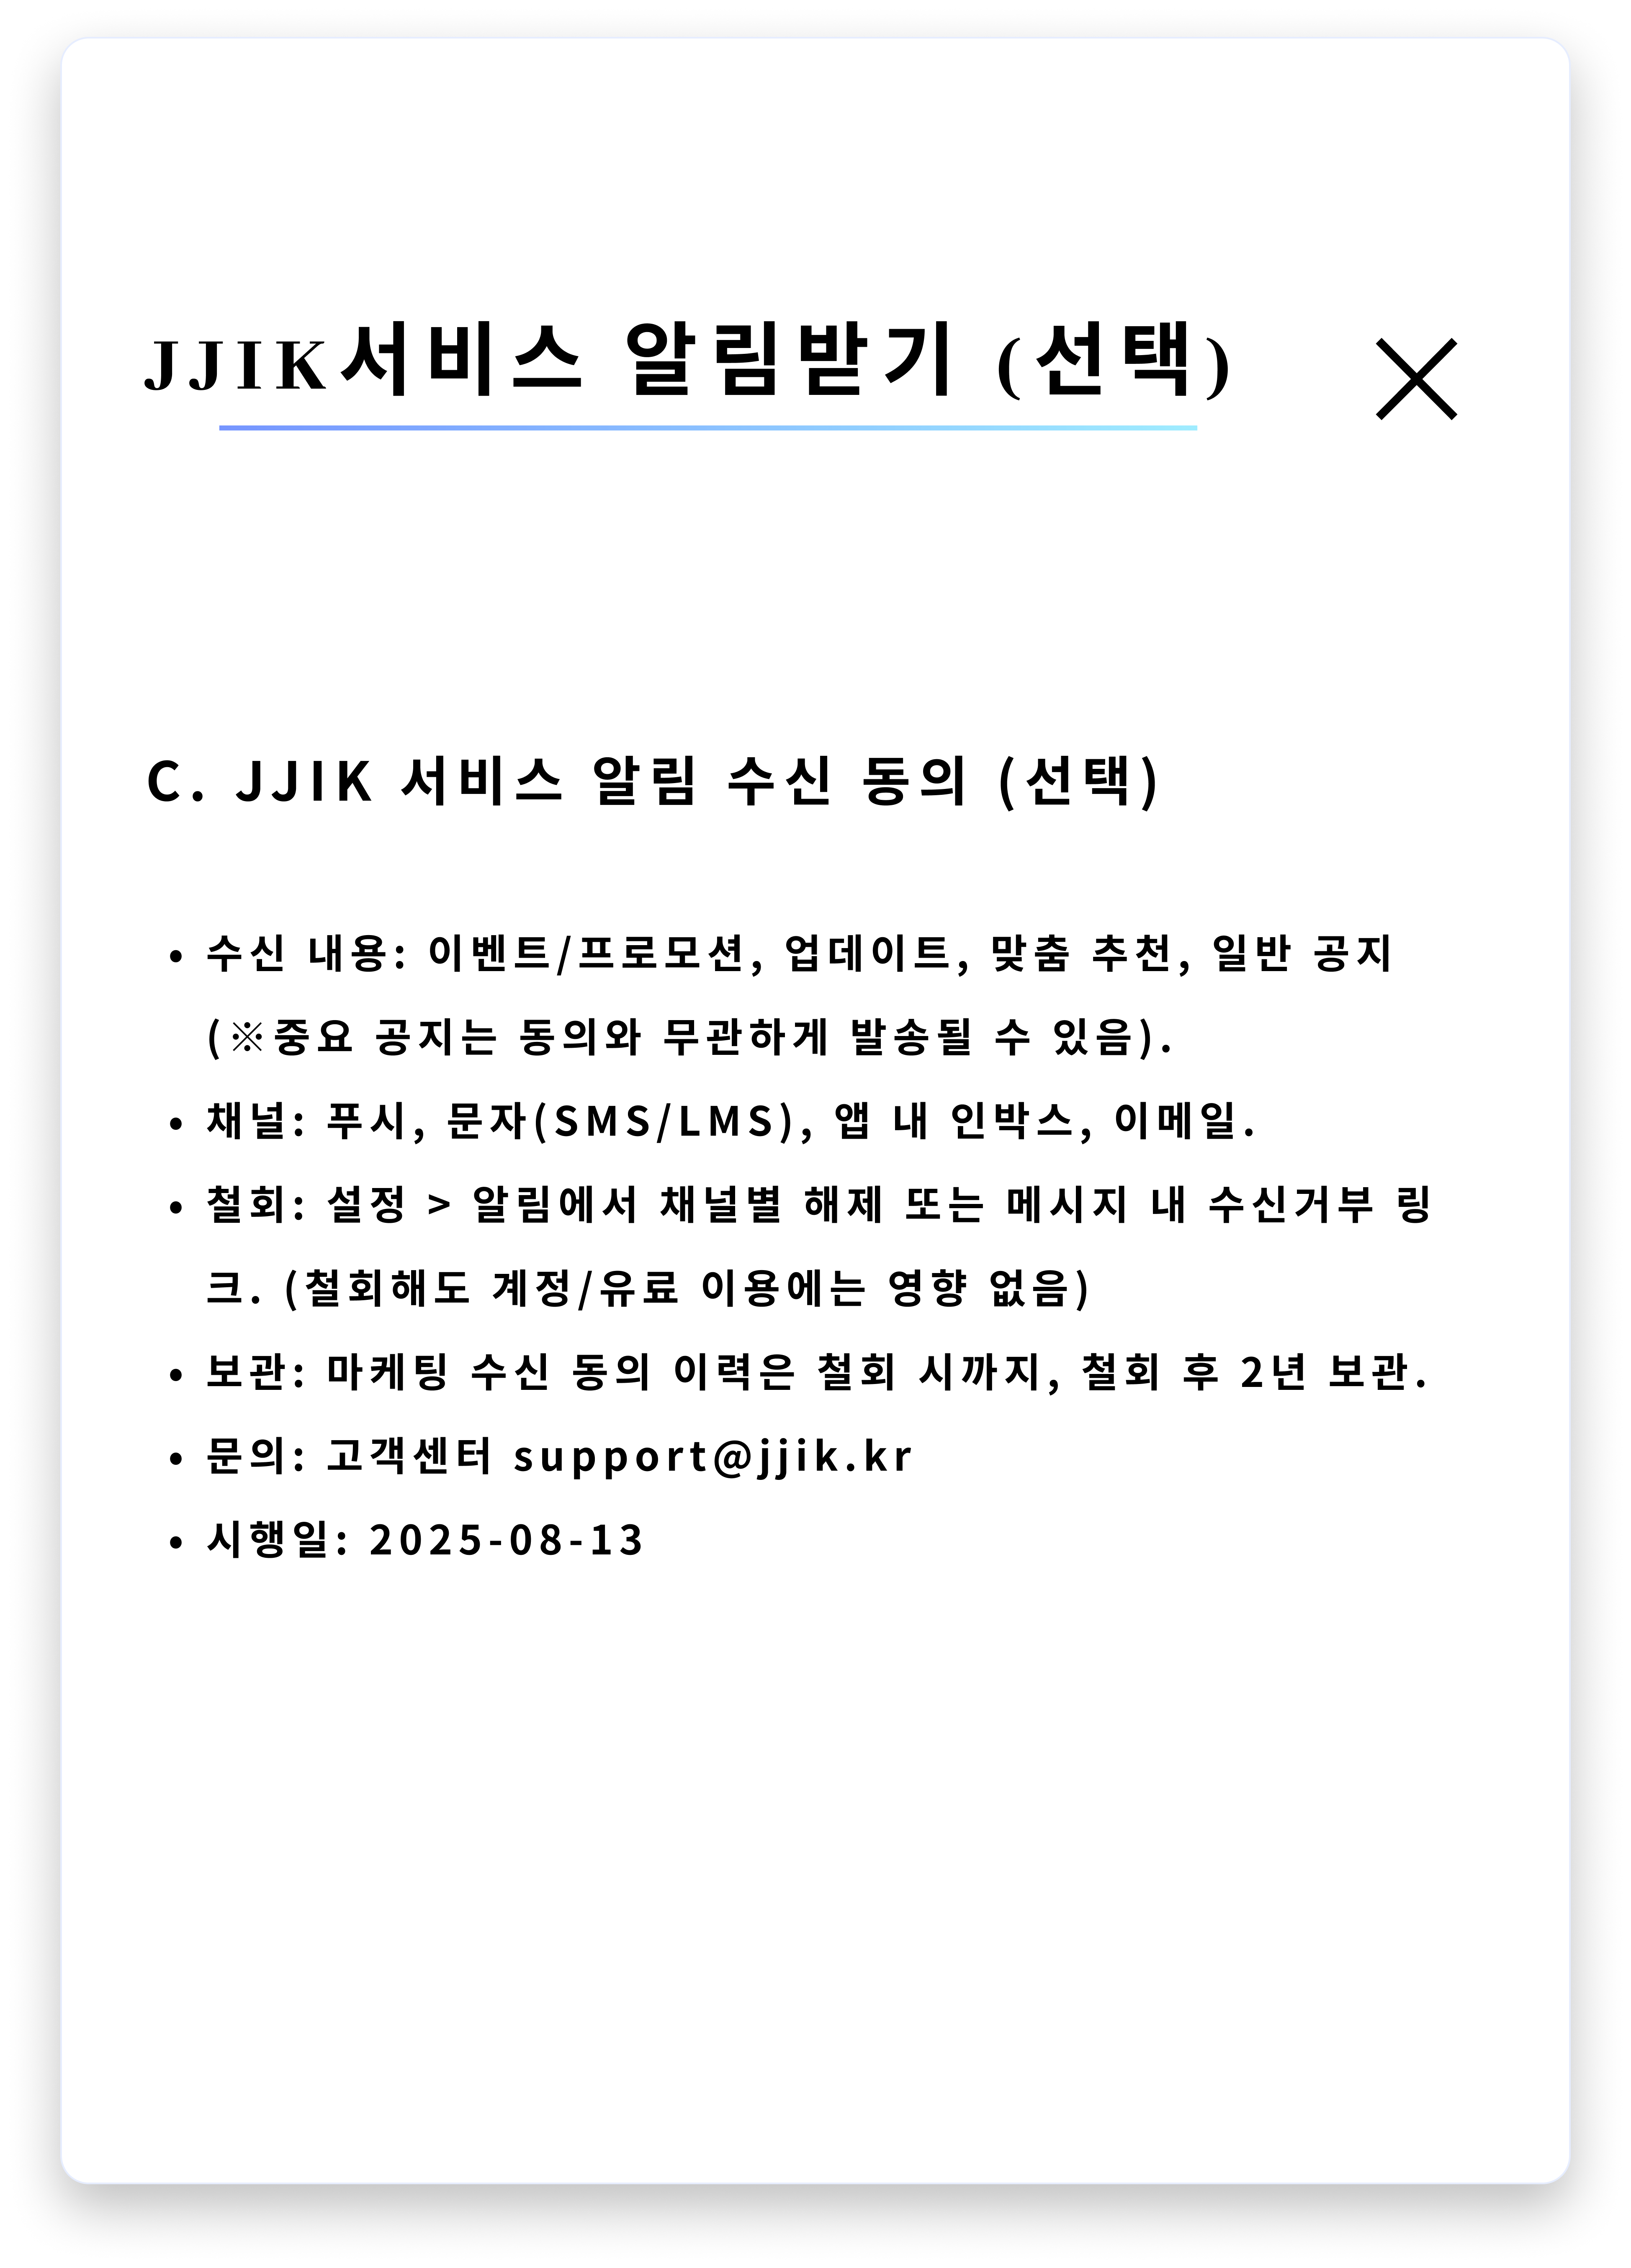 JJIK서비스 알림받기 (선택)
C. JJIK 서비스 알림 수신 동의 (선택)
• 수신 내용: 이벤트/프로모션, 업데이트, 맞춤 추천, 일반 공지
(※중요 공지는 동의와 무관하게 발송될 수 있음).
• 채널: 푸시, 문자(SMS/LMS), 앱 내 인박스, 이메일.
• 철회: 설정 > 알림에서 채널별 해제 또는 메시지 내 수신거부 링
크. (철회해도 계정/유료 이용에는 영향 없음)
• 보관: 마케팅 수신 동의 이력은 철회 시까지, 철회 후 2년 보관.
• 문의: 고객센터 support@jjik.kr
• 시행일: 2025-08-13